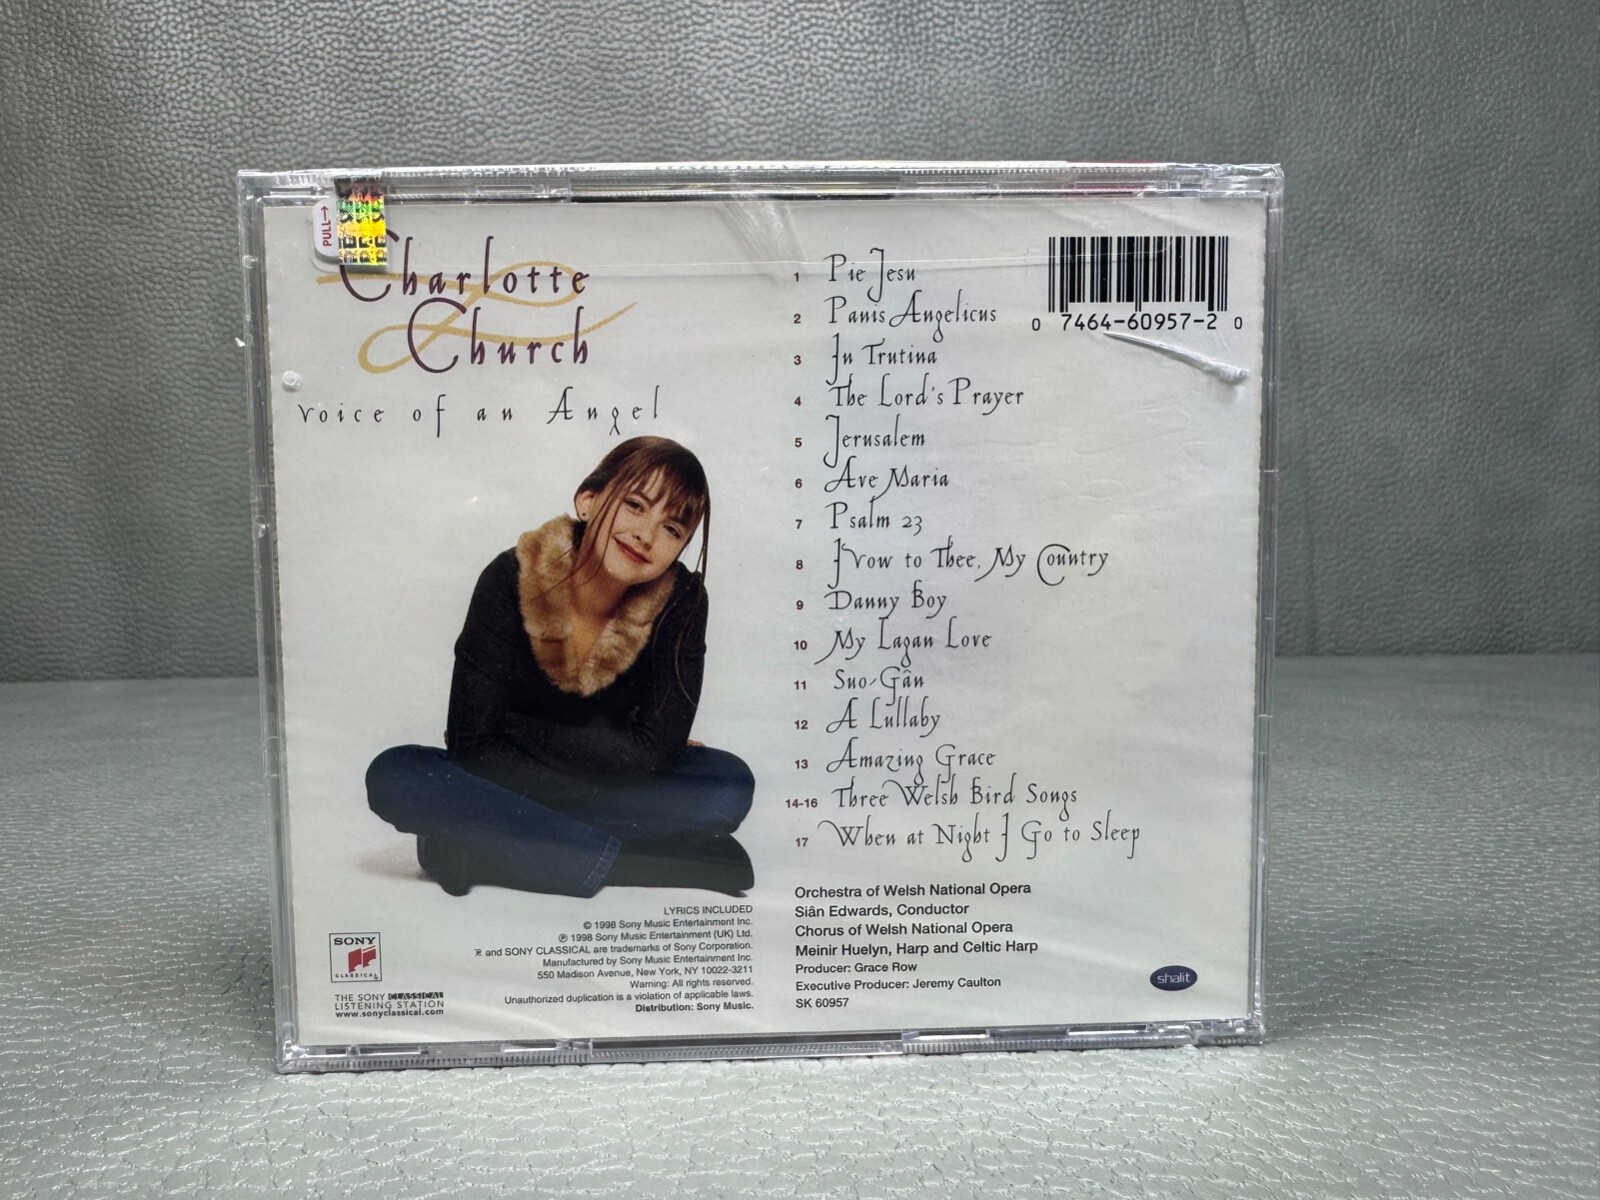 PULL→
Charlotte
Church
Voice of an Angel
1 Pie Jesu
2 Panis Angelicus
3 In Trutina
4 The Lord's Prayer
5 Jerusalem
6 Ave Maria
7 Psalm 23
8 I Vow to Thee, My Country
9 Danny Boy
10 My Lagan Love
11 Suo-Gân
12 A Lullaby
13 Amazing Grace
14-16 Three Welsh Bird Songs
17 When at Night I Go to Sleep
0 7464-60957-2 0
Orchestra of Welsh National Opera
Siân Edwards, Conductor
Chorus of Welsh National Opera
Meinir Huelyn, Harp and Celtic Harp
Producer: Grace Row
Executive Producer: Jeremy Caulton
SK 60957
shalit
LYRICS INCLUDED
© 1998 Sony Music Entertainment Inc.
℗ 1998 Sony Music Entertainment (UK) Ltd.
and SONY CLASSICAL are trademarks of Sony Corporation.
Manufactured by Sony Music Entertainment Inc.
550 Madison Avenue, New York, NY 10022-3211
Warning: All rights reserved.
Unauthorized duplication is a violation of applicable laws.
Distribution: Sony Music.
SONY
CLASSICAL
THE SONY CLASSICAL
LISTENING STATION
www.sonyclassical.com